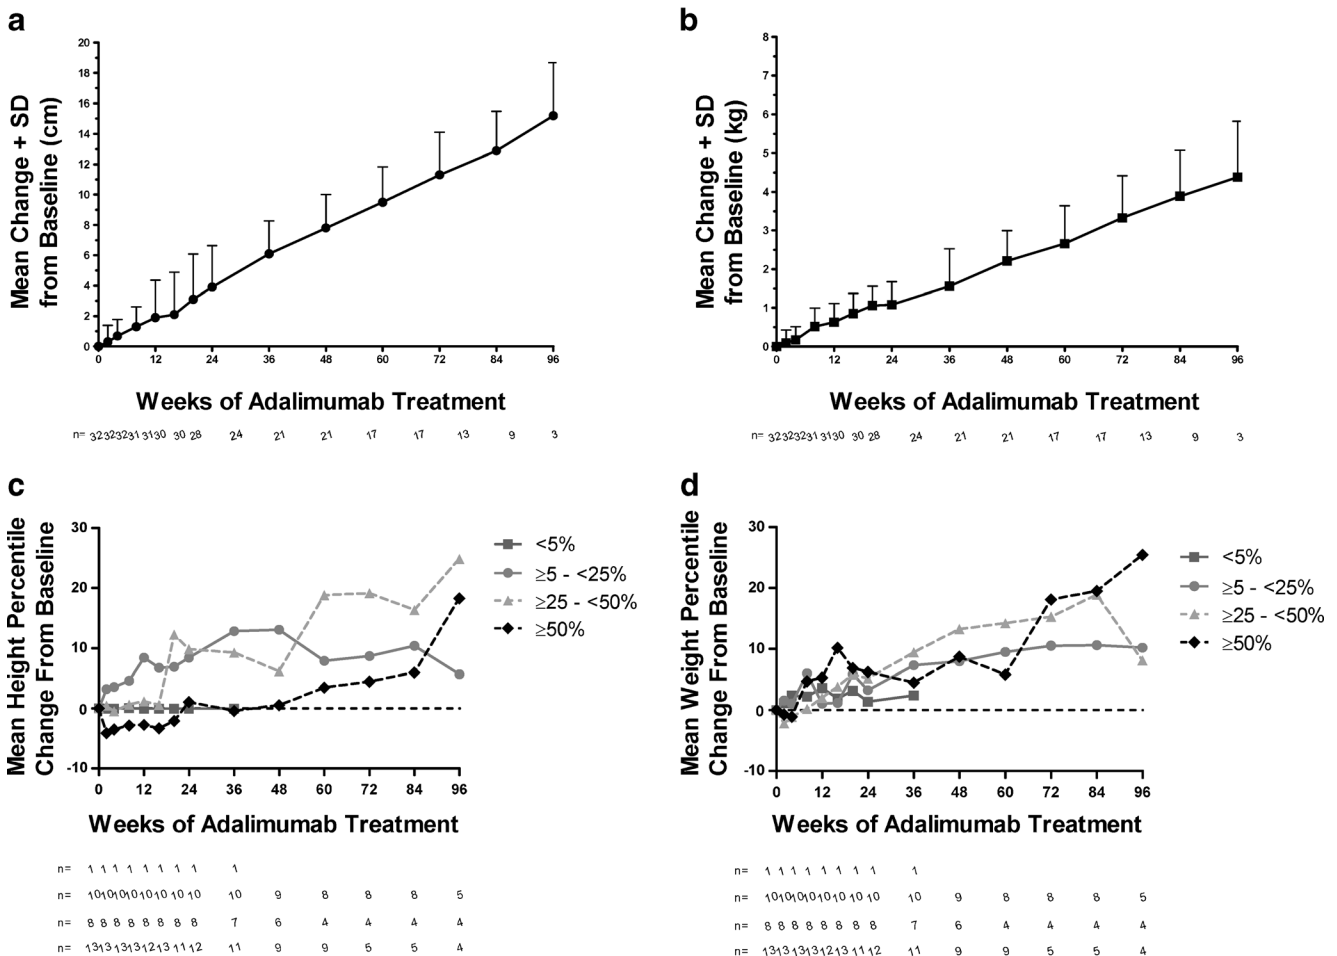 a
Mean Change + SD
from Baseline (cm)
20
18
16
14
12
10
8
6
4
2
0
0 12 24 36 48 60 72 84 96
Weeks of Adalimumab Treatment
n= 32 32 32 31 31 30 30 28 24 21 21 17 17 13 9 3
b
Mean Change + SD
from Baseline (kg)
8
7
6
5
4
3
2
1
0
0 12 24 36 48 60 72 84 96
Weeks of Adalimumab Treatment
n= 32 32 32 31 31 30 30 28 24 21 21 17 17 13 9 3
c
Mean Height Percentile
Change From Baseline
30
20
10
0
-10
0 12 24 36 48 60 72 84 96
Weeks of Adalimumab Treatment
<5%
≥5 - <25%
≥25 - <50%
≥50%
n= 1 1 1 1 1 1 1 1 1
n= 10 10 10 10 10 10 10 10 10 9 8 8 8 5
n= 8 8 8 8 8 8 8 8 7 6 4 4 4 4
n= 13 13 13 13 12 13 11 12 11 9 9 5 5 4
d
Mean Weight Percentile
Change From Baseline
30
20
10
0
-10
0 12 24 36 48 60 72 84 96
Weeks of Adalimumab Treatment
<5%
≥5 - <25%
≥25 - <50%
≥50%
n= 1 1 1 1 1 1 1 1 1
n= 10 10 10 10 10 10 10 10 10 9 8 8 8 5
n= 8 8 8 8 8 8 8 8 7 6 4 4 4 4
n= 13 13 13 13 12 13 11 12 11 9 9 5 5 4